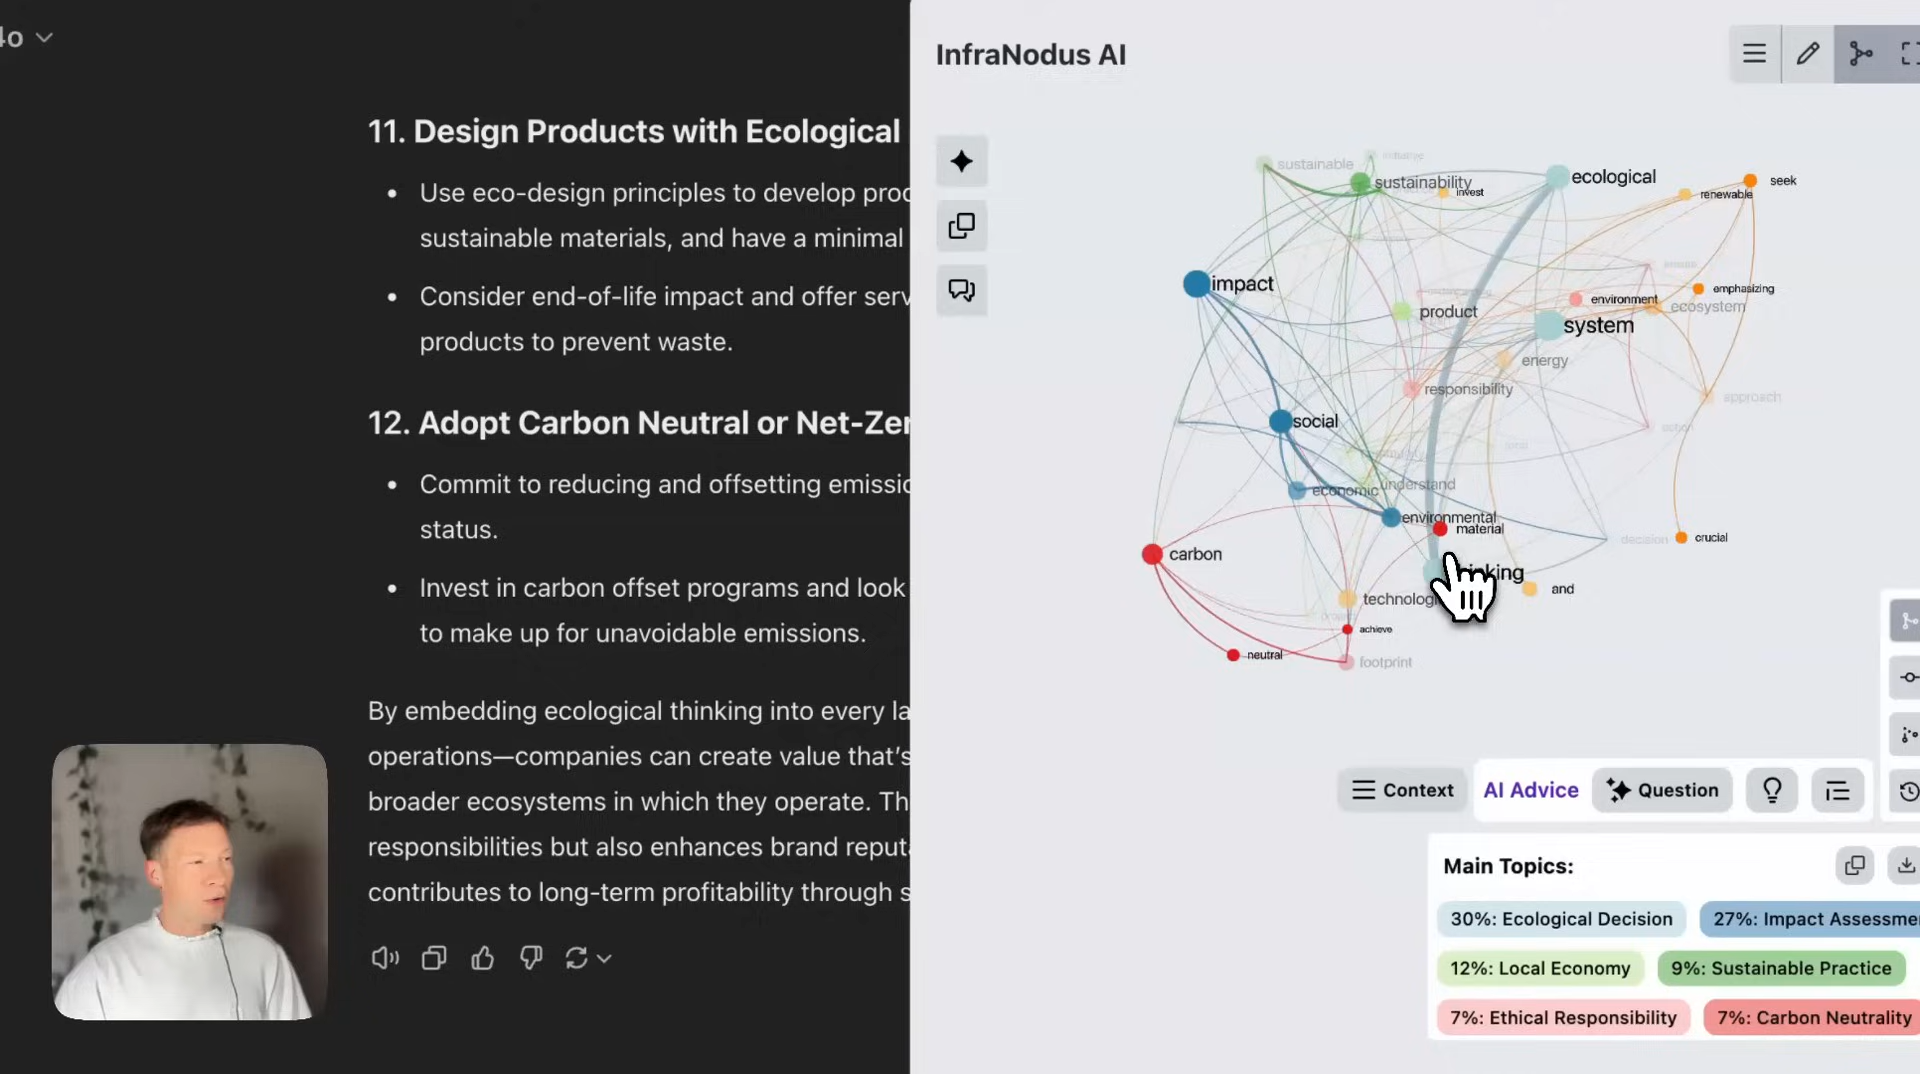 4o
11. Design Products with Ecological
Use eco-design principles to develop proc
sustainable materials, and have a minimal
Consider end-of-life impact and offer serv
products to prevent waste.
12. Adopt Carbon Neutral or Net-Zer
Commit to reducing and offsetting emissio
status.
Invest in carbon offset programs and look
to make up for unavoidable emissions.
By embedding ecological thinking into every la
operations—companies can create value that's
broader ecosystems in which they operate. Th
responsibilities but also enhances brand reputa
contributes to long-term profitability through s
InfraNodus AI
sustainable
initiative
sustainability
invest
ecological
renewable
seek
impact
product
environment
emphasizing
ecosystem
system
energy
responsibility
approach
social
economic
understand
environmental
material
decision
crucial
carbon
inking
and
technolog
achieve
neutral
footprint
Context
AI Advice
Question
Main Topics:
30%: Ecological Decision
27%: Impact Assessmen
12%: Local Economy
9%: Sustainable Practice
7%: Ethical Responsibility
7%: Carbon Neutrality